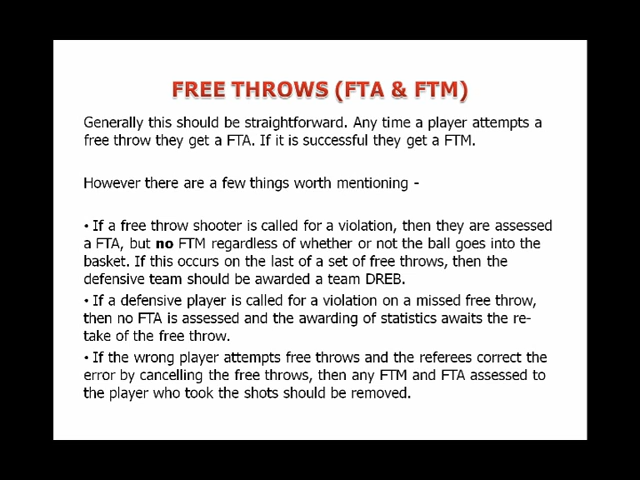 FREE THROWS (FTA & FTM)
Generally this should be straightforward. Any time a player attempts a
free throw they get a FTA. If it is successful they get a FTM.
However there are a few things worth mentioning -
• If a free throw shooter is called for a violation, then they are assessed
a FTA, but no FTM regardless of whether or not the ball goes into the
basket. If this occurs on the last of a set of free throws, then the
defensive team should be awarded a team DREB.
• If a defensive player is called for a violation on a missed free throw,
then no FTA is assessed and the awarding of statistics awaits the re-
take of the free throw.
• If the wrong player attempts free throws and the referees correct the
error by cancelling the free throws, then any FTM and FTA assessed to
the player who took the shots should be removed.